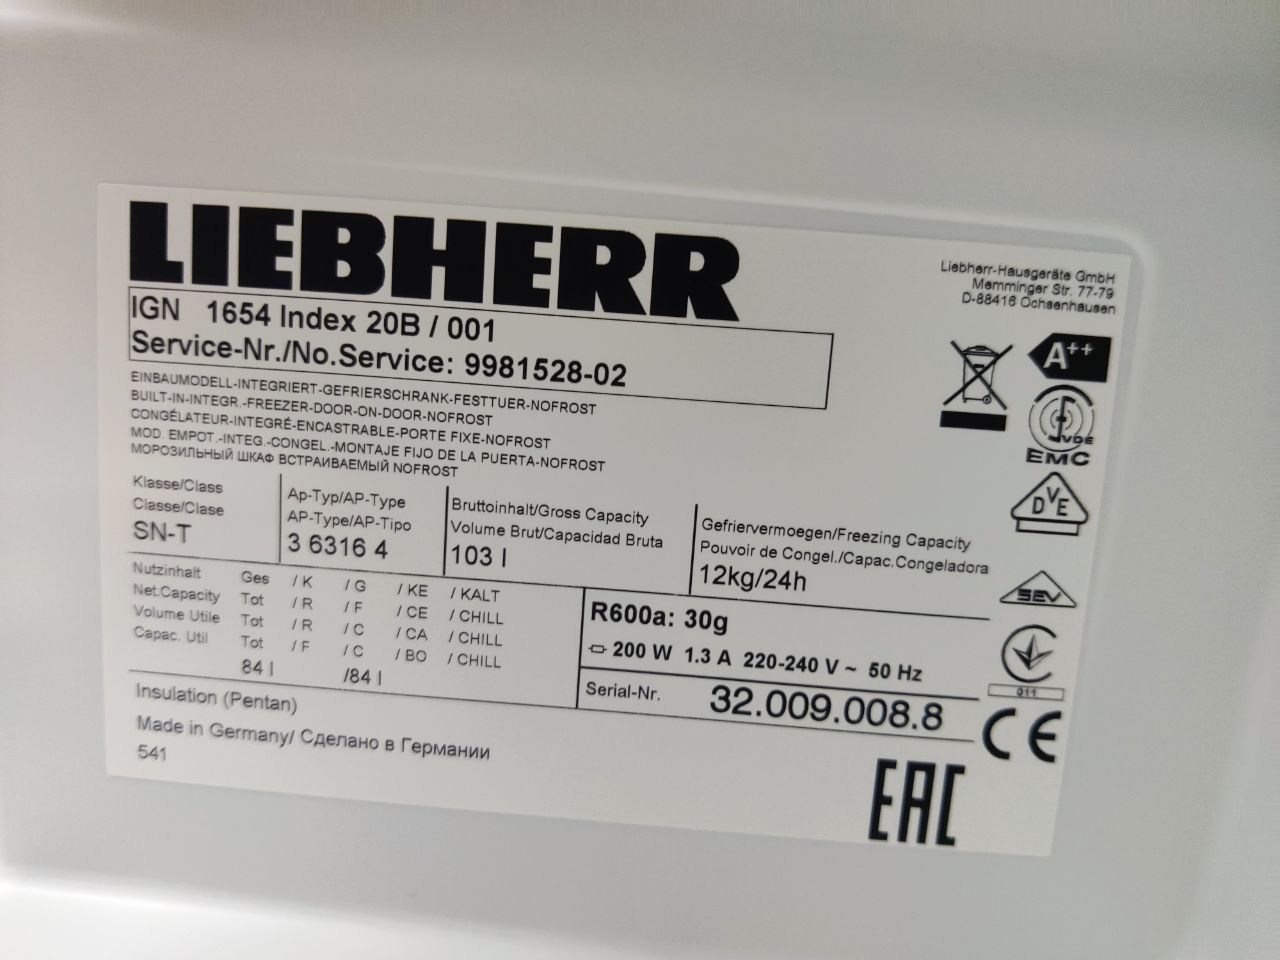 LIEBHERR
Liebherr-Hausgeräte GmbH
Memminger Str. 77-79
D-88416 Ochsenhausen
IGN 1654 Index 20B / 001
Service-Nr./No.Service: 9981528-02
A++
VDE
EMC
DVE
SEV
011
CE
EAC
EINBAUMODELL-INTEGRIERT-GEFRIERSCHRANK-FESTTUER-NOFROST
BUILT-IN-INTEGR.-FREEZER-DOOR-ON-DOOR-NOFROST
CONGÉLATEUR-INTEGRÉ-ENCASTRABLE-PORTE FIXE-NOFROST
MOD. EMPOT.-INTEG.-CONGEL.-MONTAJE FIJO DE LA PUERTA-NOFROST
МОРОЗИЛЬНЫЙ ШКАФ ВСТРАИВАЕМЫЙ NOFROST
Klasse/Class
Classe/Clase
SN-T
Ap-Typ/AP-Type
AP-Type/AP-Tipo
3 6316 4
Bruttoinhalt/Gross Capacity
Volume Brut/Capacidad Bruta
103 l
Gefriervermoegen/Freezing Capacity
Pouvoir de Congel./Capac.Congeladora
12kg/24h
Nutzinhalt Ges / K / G / KE / KALT
Net.Capacity Tot / R / F / CE / CHILL
Volume Utile Tot / R / C / CA / CHILL
Capac. Util Tot / F / C / BO / CHILL
84 l /84 l
R600a: 30g
200 W 1.3 A 220-240 V ~ 50 Hz
Serial-Nr. 32.009.008.8
Insulation (Pentan)
Made in Germany/ Сделано в Германии
541